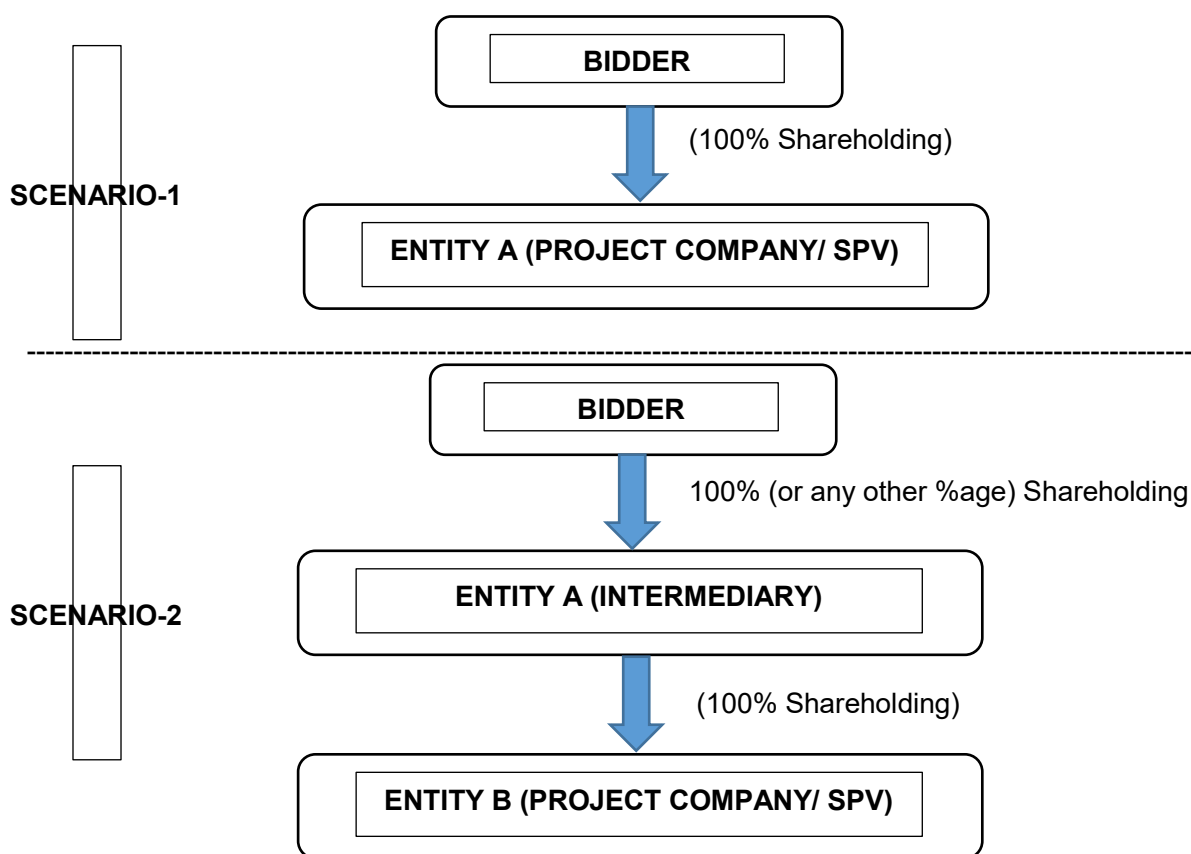 BIDDER
(100% Shareholding)
SCENARIO-1
ENTITY A (PROJECT COMPANY/ SPV)
BIDDER
100% (or any other %age) Shareholding
ENTITY A (INTERMEDIARY)
SCENARIO-2
(100% Shareholding)
ENTITY B (PROJECT COMPANY/ SPV)